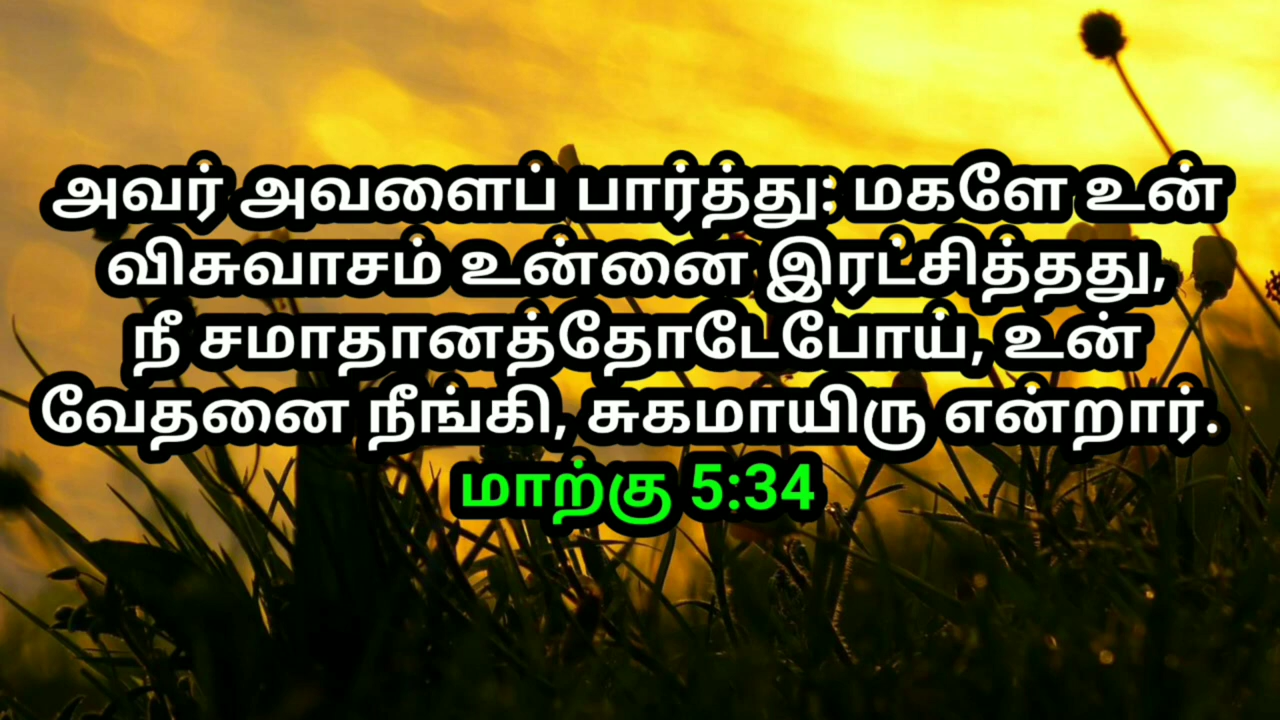 அவர் அவளைப் பார்த்து: மகளே உன்
விசுவாசம் உன்னை இரட்சித்தது,
நீ சமாதானத்தோடேபோய், உன்
வேதனை நீங்கி, சுகமாயிரு என்றார்.
மாற்கு 5:34